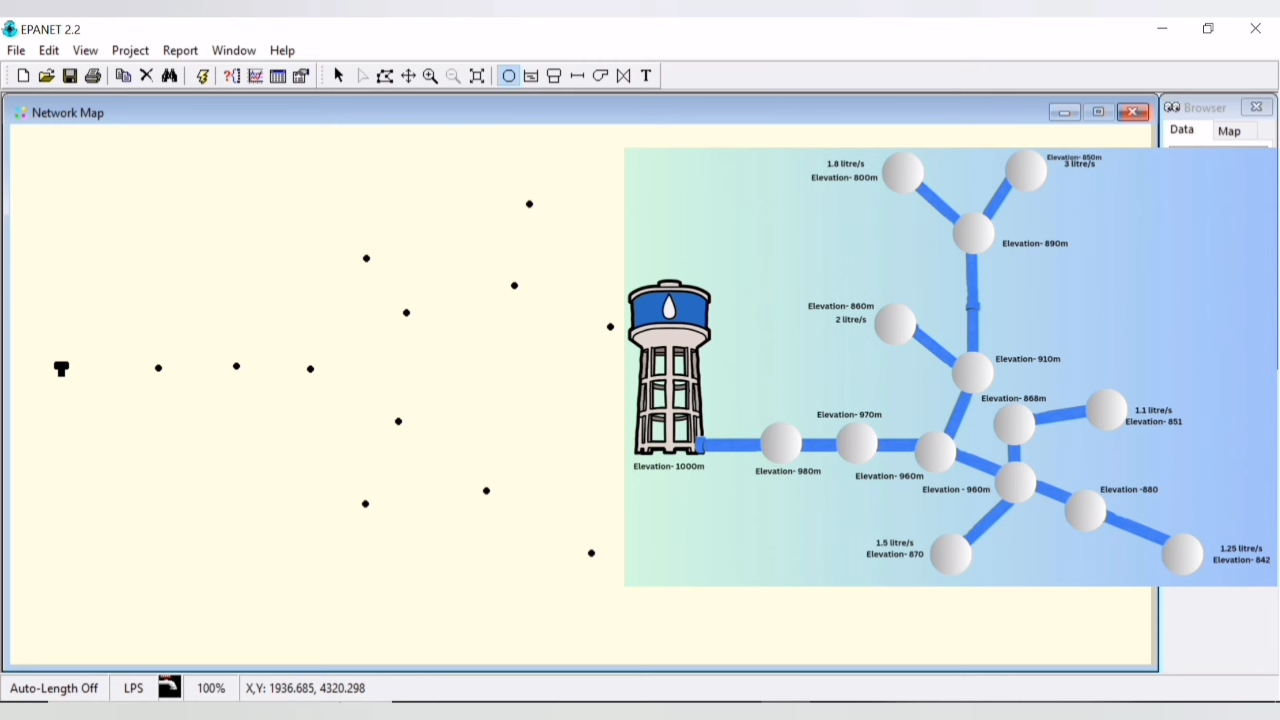 EPANET 2.2
File Edit View Project Report Window Help
T
Network Map
Browser
Data Map
1.8 litre/s
Elevation- 800m
Elevation- 850m
3 litre/s
Elevation- 890m
Elevation- 860m
2 litre/s
Elevation- 910m
Elevation- 868m
Elevation- 970m
1.1 litre/s
Elevation- 851
Elevation- 1000m
Elevation- 980m
Elevation- 960m
Elevation - 960m
Elevation -880
1.5 litre/s
Elevation- 870
1.25 litre/s
Elevation- 842
Auto-Length Off LPS 100% X,Y: 1936.685, 4320.298